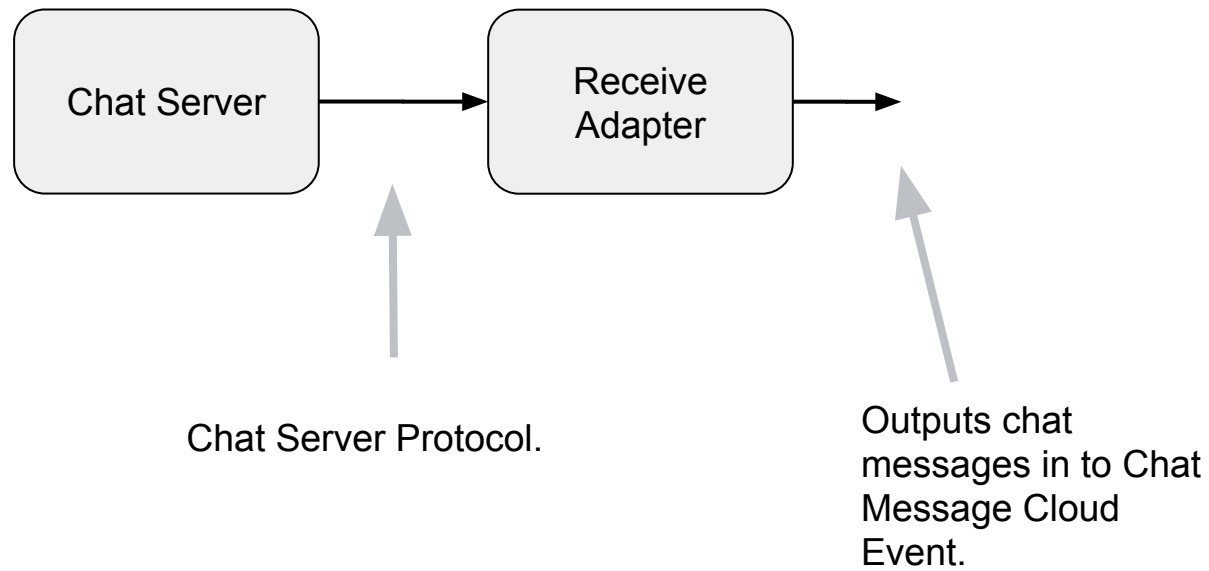 Chat Server
Receive
Adapter
Chat Server Protocol.
Outputs chat
messages in to Chat
Message Cloud
Event.